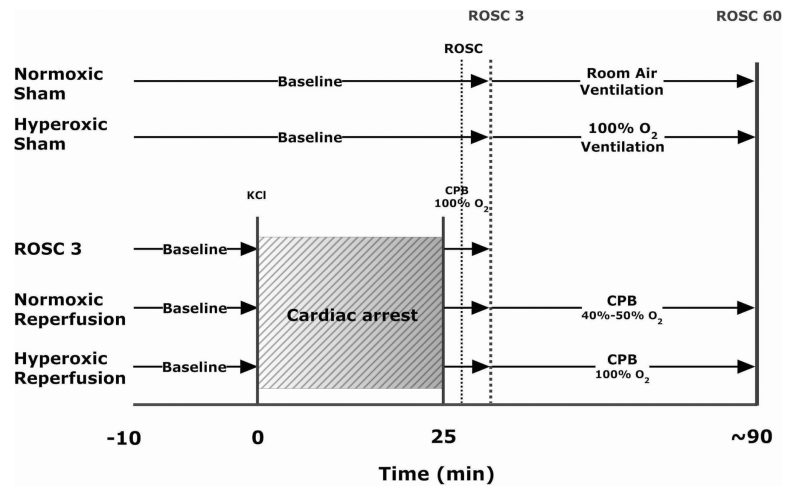 ROSC 3
ROSC 60
ROSC
Normoxic
Sham
Baseline
Room Air
Ventilation
Hyperoxic
Sham
Baseline
100% O2
Ventilation
KCl
CPB
100% O2
ROSC 3
Baseline
Normoxic
Reperfusion
Baseline
Cardiac arrest
CPB
40%-50% O2
Hyperoxic
Reperfusion
Baseline
CPB
100% O2
-10
0
25
~90
Time (min)